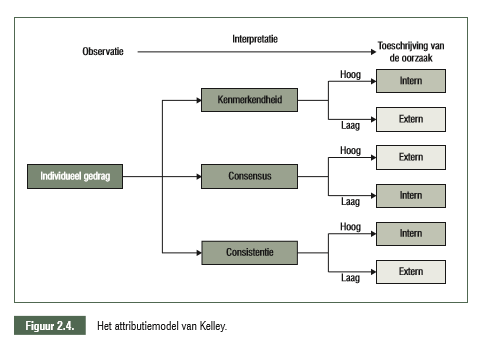 Observatie
Interpretatie
Toeschrijving van
de oorzaak
Individueel gedrag
Kenmerkendheid
Hoog
Intern
Laag
Extern
Consensus
Hoog
Extern
Laag
Intern
Consistentie
Hoog
Intern
Laag
Extern
Figuur 2.4. Het attributiemodel van Kelley.